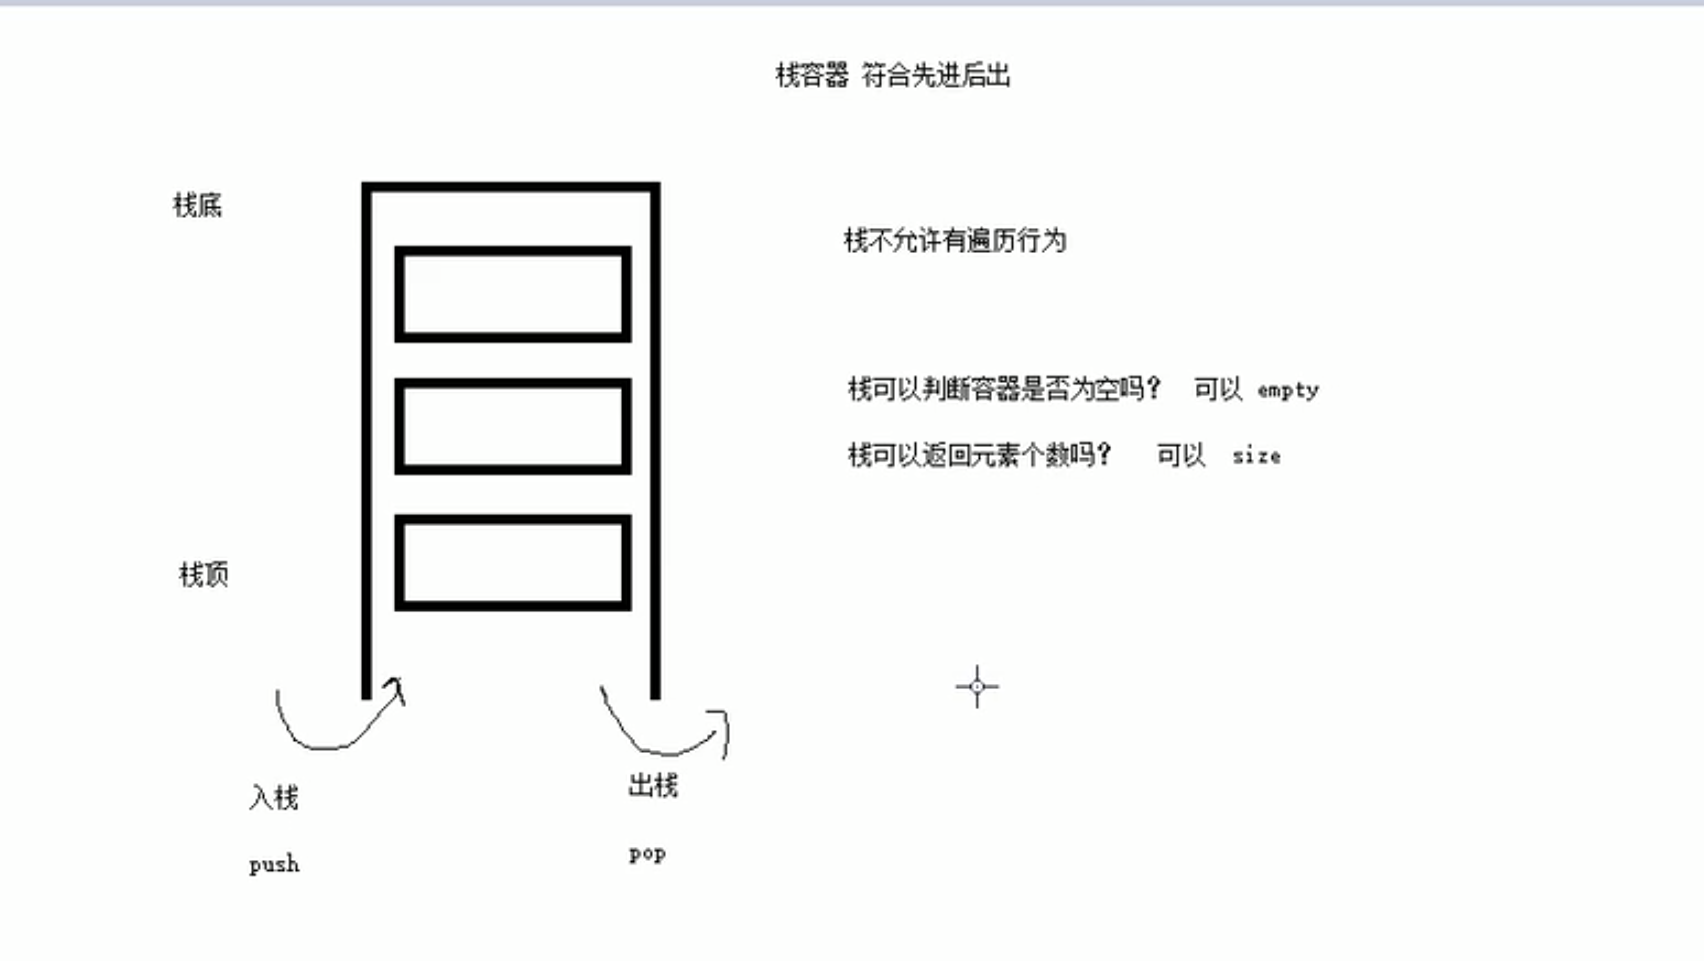 栈容器 符合先进后出
栈底
栈不允许有遍历行为
栈可以判断容器是否为空吗？ 可以 empty
栈可以返回元素个数吗？ 可以 size
栈顶
入栈
出栈
push
pop